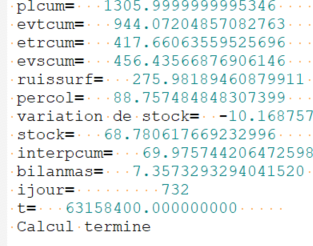 plcum= 1305.9999999995346
evtcum= 944.07204857082763
etrcum= 417.66063559525696
evscum= 456.43566876906146
ruissurf= 275.98189460879911
percol= 88.757484848307399
variation de stock= -10.168757
stock= 68.780617669232996
interpcum= 69.975744206472598
bilanmas= 7.3573293294041520
ijour= 732
t= 63158400.000000000
Calcul termine